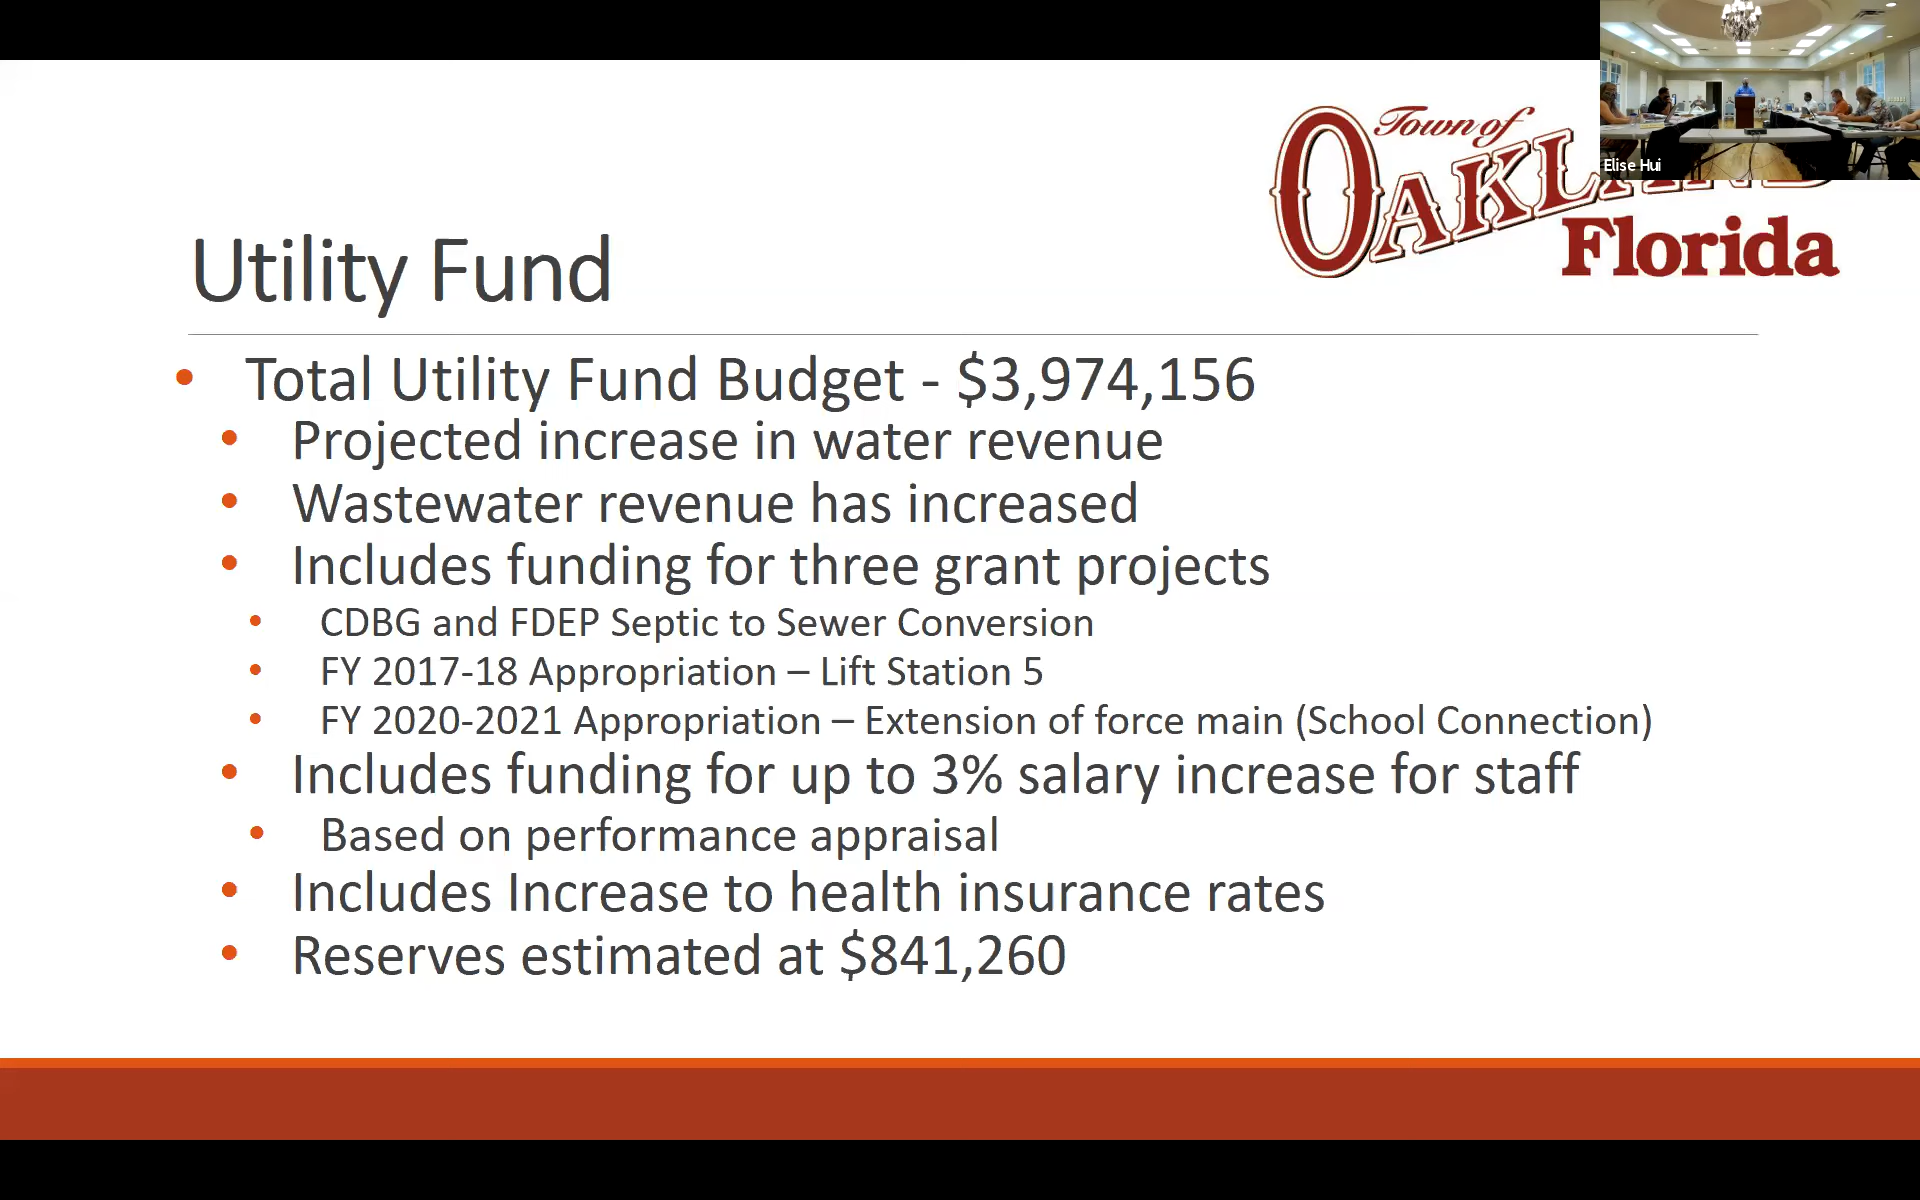 Town of
OAKLAND
Florida
Elise Hui
Utility Fund
• Total Utility Fund Budget - $3,974,156
• Projected increase in water revenue
• Wastewater revenue has increased
• Includes funding for three grant projects
• CDBG and FDEP Septic to Sewer Conversion
• FY 2017-18 Appropriation – Lift Station 5
• FY 2020-2021 Appropriation – Extension of force main (School Connection)
• Includes funding for up to 3% salary increase for staff
• Based on performance appraisal
• Includes Increase to health insurance rates
• Reserves estimated at $841,260